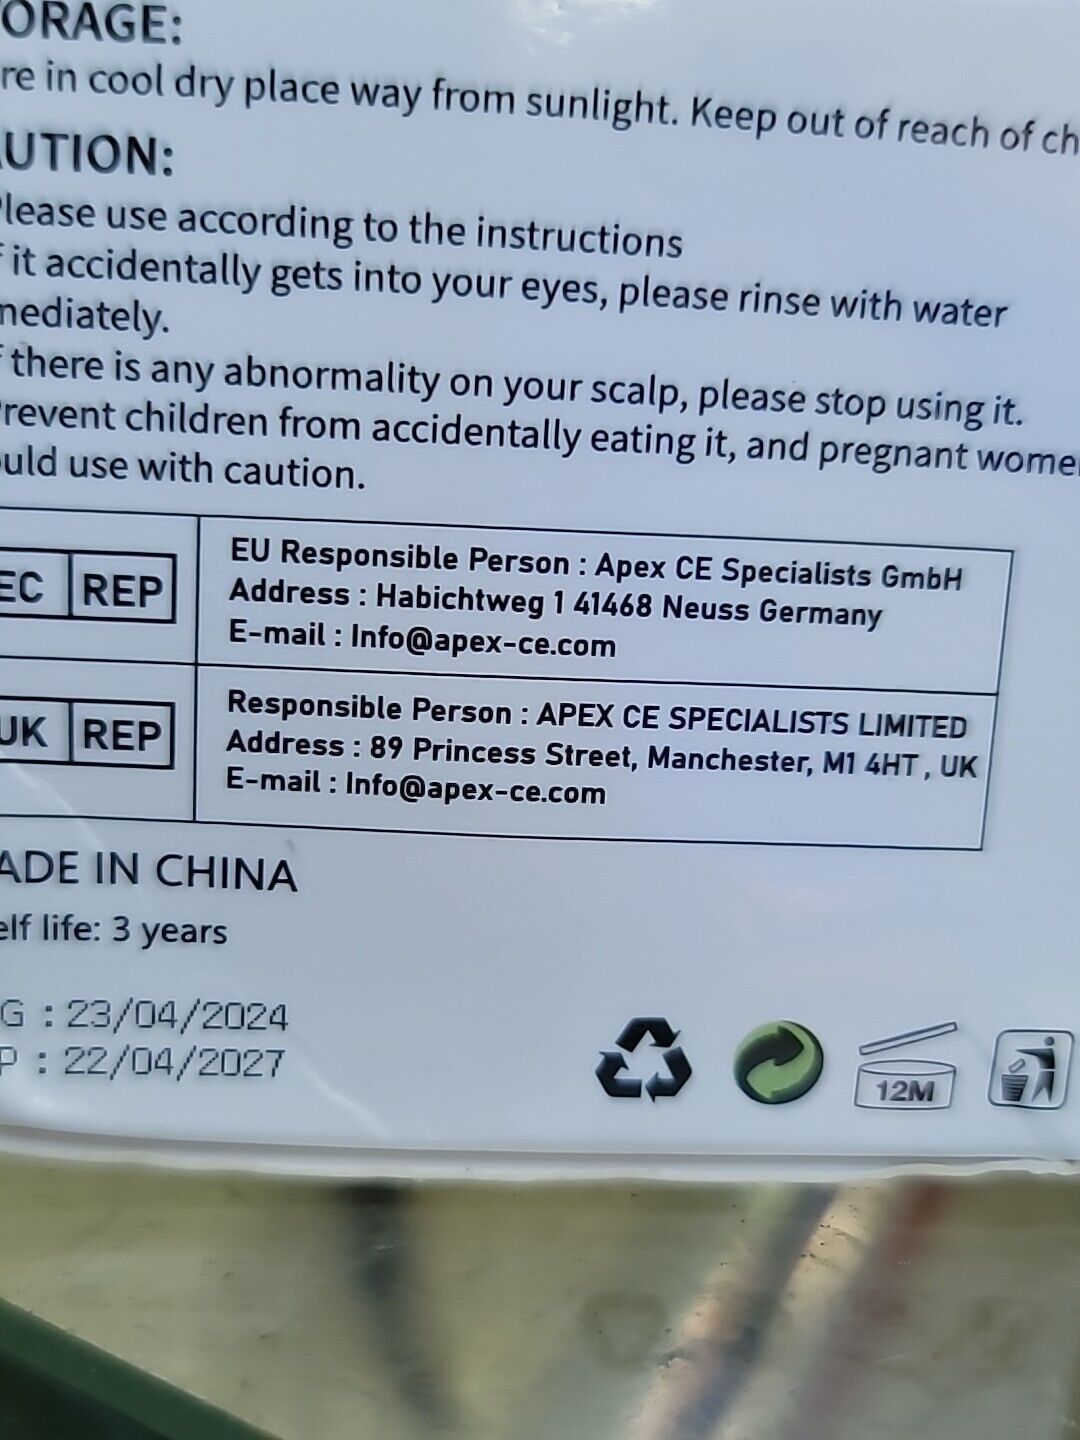 ORAGE:
re in cool dry place way from sunlight. Keep out of reach of ch
UTION:
lease use according to the instructions
it accidentally gets into your eyes, please rinse with water
mediately.
there is any abnormality on your scalp, please stop using it.
revent children from accidentally eating it, and pregnant women
ould use with caution.
EC REP
EU Responsible Person : Apex CE Specialists GmbH
Address : Habichtweg 1 41468 Neuss Germany
E-mail : Info@apex-ce.com
UK REP
Responsible Person : APEX CE SPECIALISTS LIMITED
Address : 89 Princess Street, Manchester, M1 4HT , UK
E-mail : Info@apex-ce.com
ADE IN CHINA
elf life: 3 years
G : 23/04/2024
P : 22/04/2027
12M